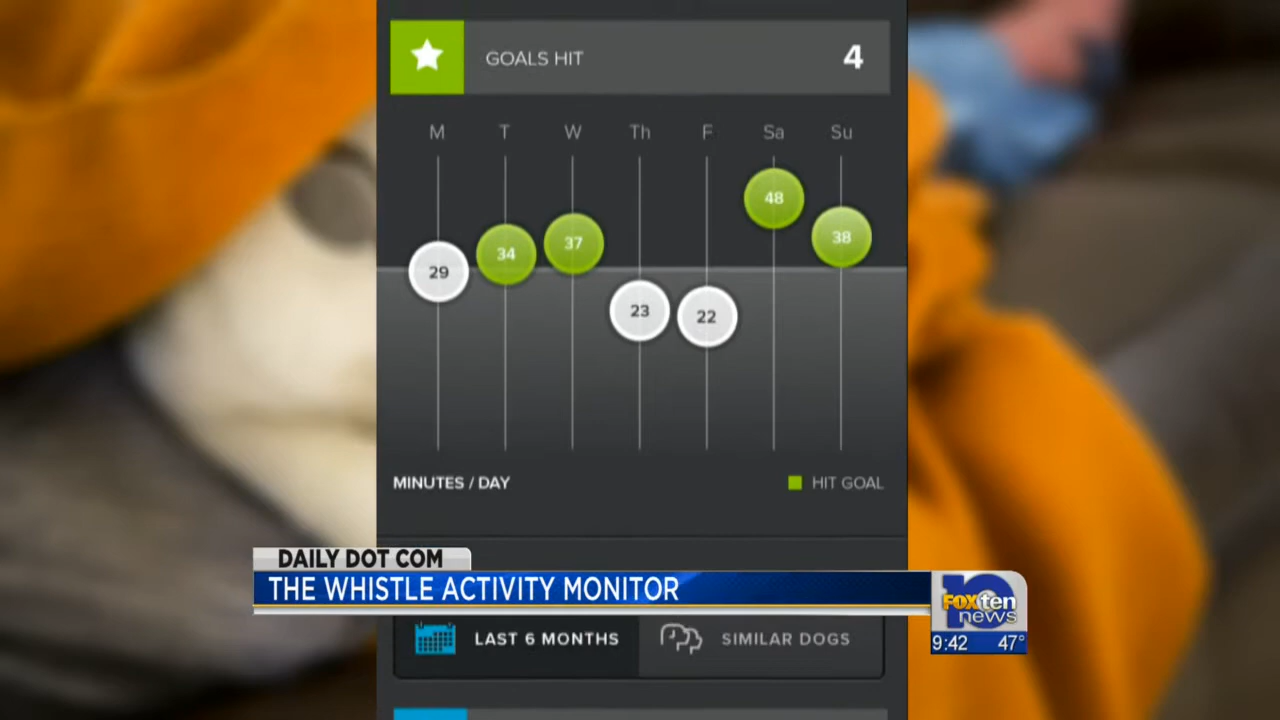 GOALS HIT 4
M T W Th F Sa Su
48
38
37
34
29
23
22
MINUTES / DAY HIT GOAL
DAILY DOT COM
THE WHISTLE ACTIVITY MONITOR
10
FOX ten
news
9:42 47°
LAST 6 MONTHS SIMILAR DOGS